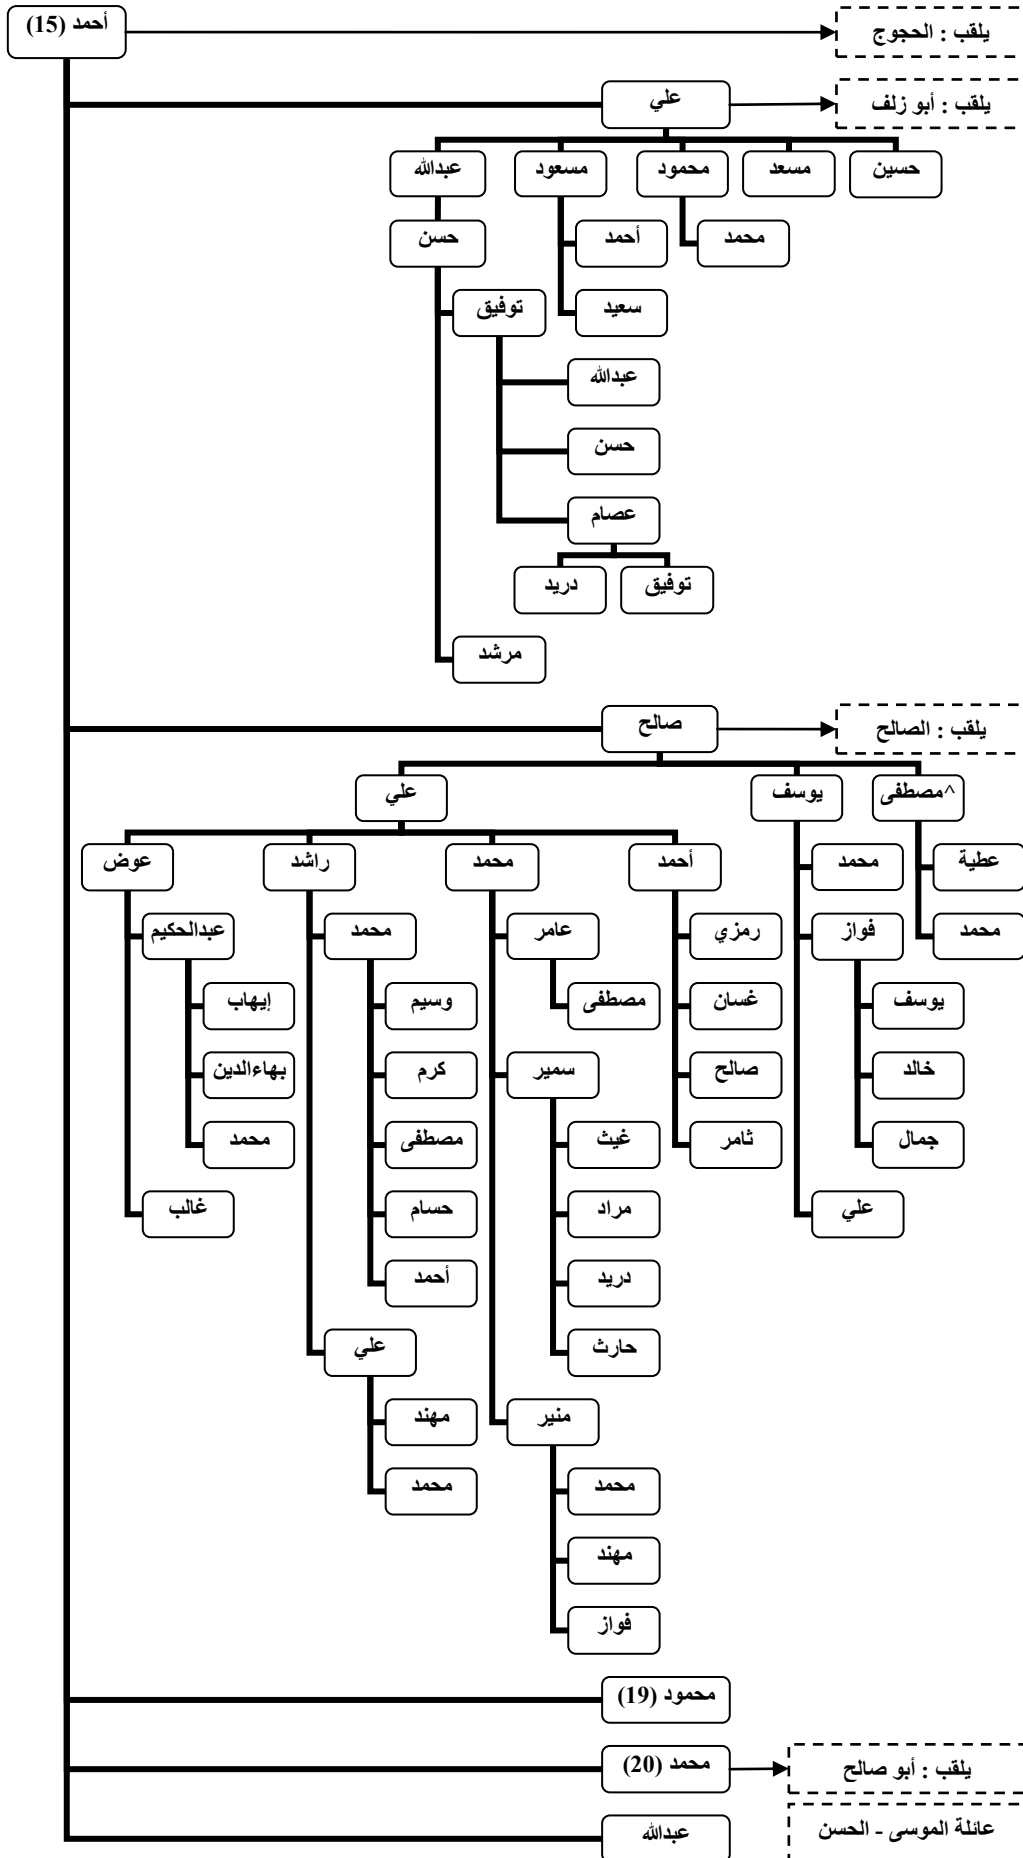 أحمد (15)
يلقب : الحجوج
علي
يلقب : أبو زلف
حسين
مسعد
محمود
مسعود
عبدالله
محمد
أحمد
حسن
سعيد
توفيق
عبدالله
حسن
عصام
توفيق
دريد
مرشد
صالح
يلقب : الصالح
^مصطفى
يوسف
علي
عطية
محمد
أحمد
محمد
راشد
عوض
محمد
فواز
رمزي
عامر
محمد
عبدالحكيم
يوسف
غسان
مصطفى
وسيم
إيهاب
خالد
صالح
سمير
كرم
بهاءالدين
جمال
ثامر
غيث
مصطفى
محمد
علي
مراد
حسام
غالب
دريد
أحمد
حارث
علي
منير
مهند
محمد
محمد
مهند
فواز
محمود (19)
محمد (20)
يلقب : أبو صالح
عبدالله
عائلة الموسى - الحسن